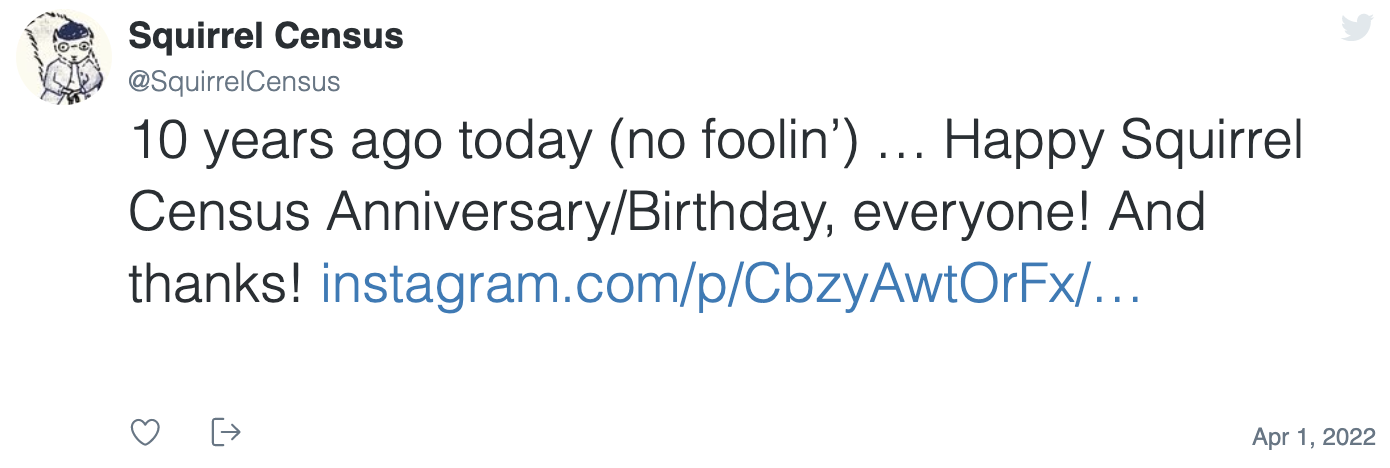 Squirrel Census
@SquirrelCensus
10 years ago today (no foolin’) … Happy Squirrel
Census Anniversary/Birthday, everyone! And
thanks! instagram.com/p/CbzyAwtOrFx/…
Apr 1, 2022